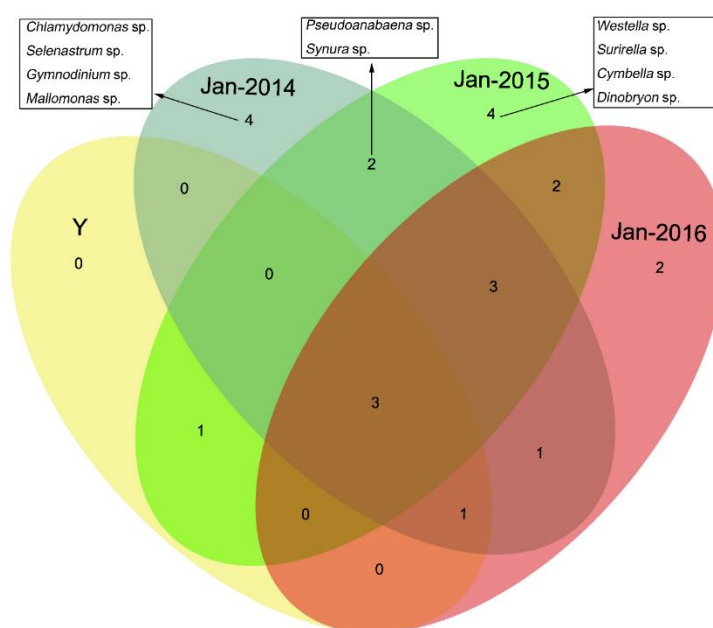 Chlamydomonas sp.
Selenastrum sp.
Gymnodinium sp.
Mallomonas sp.
Pseudoanabaena sp.
Synura sp.
Westella sp.
Surirella sp.
Cymbella sp.
Dinobryon sp.
Jan-2014
4
Jan-2015
4
2
0
2
Y
0
Jan-2016
2
0
3
3
1
1
0
1
0